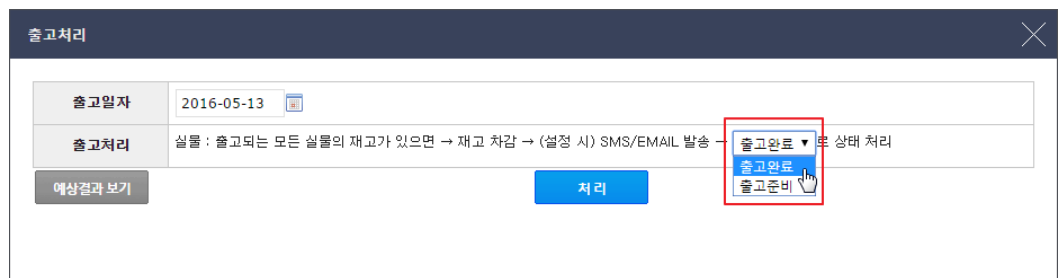 출고처리
출고일자 2016-05-13
출고처리 실물 : 출고되는 모든 실물의 재고가 있으면 → 재고 차감 → (설정 시) SMS/EMAIL 발송 → 출고완료 ▼ 로 상태 처리
출고완료
출고준비
예상결과 보기 처리